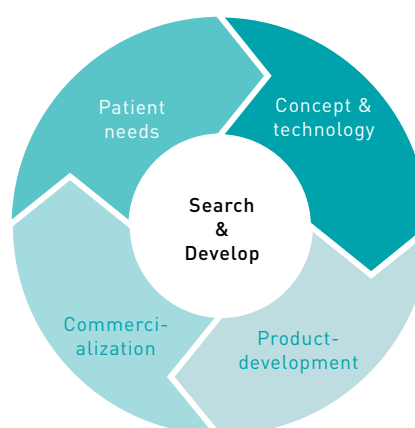 Patient
needs
Concept &
technology
Search
&
Develop
Commerci-
alization
Product-
development